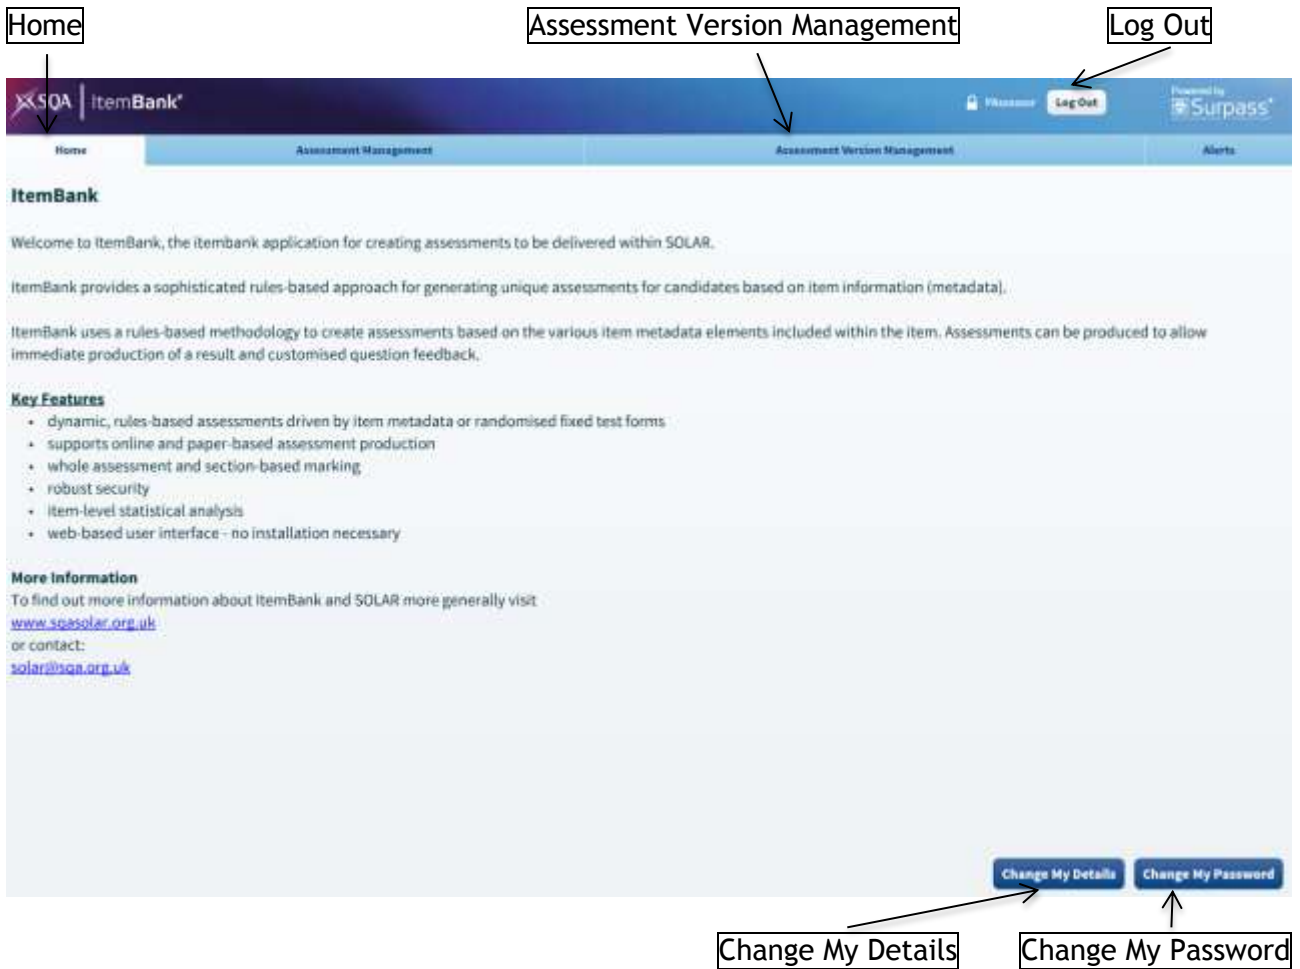 Home Assessment Version Management Log Out
SQA ItemBank Log Out Powered by Surpass
Home Assessment Management Assessment Version Management Alerts
ItemBank
Welcome to ItemBank, the itembank application for creating assessments to be delivered within SOLAR.
ItemBank provides a sophisticated rules-based approach for generating unique assessments for candidates based on item information (metadata).
ItemBank uses a rules-based methodology to create assessments based on the various item metadata elements included within the item. Assessments can be produced to allow
immediate production of a result and customised question feedback.
Key Features
• dynamic, rules-based assessments driven by item metadata or randomised fixed test forms
• supports online and paper-based assessment production
• whole assessment and section-based marking
• robust security
• item-level statistical analysis
• web-based user interface - no installation necessary
More Information
To find out more information about ItemBank and SOLAR more generally visit
www.sqasolar.org.uk
or contact:
solar@sqa.org.uk
Change My Details Change My Password
Change My Details Change My Password